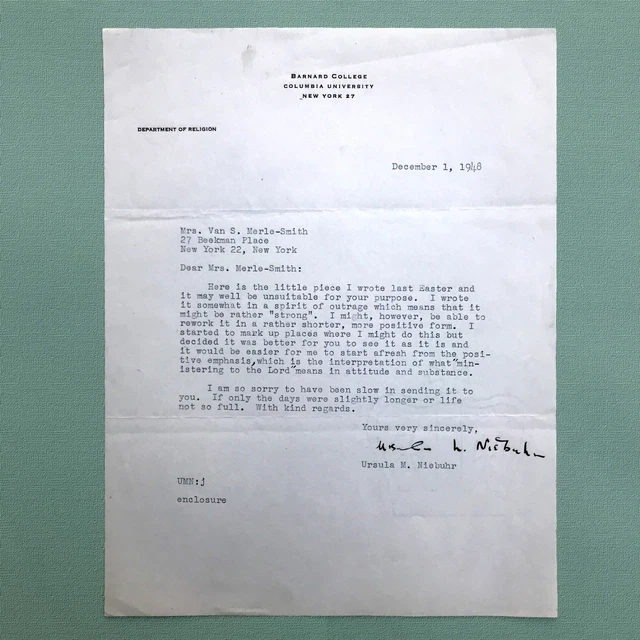 BARNARD COLLEGE
COLUMBIA UNIVERSITY
NEW YORK 27
DEPARTMENT OF RELIGION
December 1, 1948
Mrs. Van S. Merle-Smith
27 Beekman Place
New York 22, New York
Dear Mrs. Merle-Smith:
Here is the little piece I wrote last Easter and
it may well be unsuitable for your purpose. I wrote
it somewhat in a spirit of outrage which means that it
might be rather "strong". I might, however, be able to
rework it in a rather shorter, more positive form. I
started to mark up places where I might do this but
decided it was better for you to see it as it is and
it would be easier for me to start afresh from the posi-
tive emphasis, which is the interpretation of what "min-
istering to the Lord" means in attitude and substance.
I am so sorry to have been slow in sending it to
you. If only the days were slightly longer or life
not so full. With kind regards.
Yours very sincerely,
Ursula M. Niebuhr
Ursula M. Niebuhr
UMN:j
enclosure